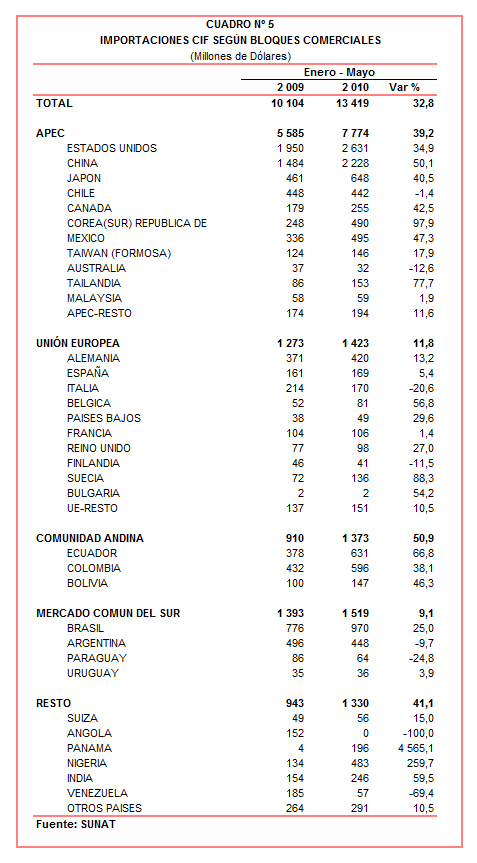 CUADRO Nº 5
IMPORTACIONES CIF SEGÚN BLOQUES COMERCIALES
(Millones de Dólares)
Enero - Mayo
2 009 2 010 Var %
TOTAL 10 104 13 419 32,8
APEC 5 585 7 774 39,2
ESTADOS UNIDOS 1 950 2 631 34,9
CHINA 1 484 2 228 50,1
JAPON 461 648 40,5
CHILE 448 442 -1,4
CANADA 179 255 42,5
COREA(SUR) REPUBLICA DE 248 490 97,9
MEXICO 336 495 47,3
TAIWAN (FORMOSA) 124 146 17,9
AUSTRALIA 37 32 -12,6
TAILANDIA 86 153 77,7
MALAYSIA 58 59 1,9
APEC-RESTO 174 194 11,6
UNIÓN EUROPEA 1 273 1 423 11,8
ALEMANIA 371 420 13,2
ESPAÑA 161 169 5,4
ITALIA 214 170 -20,6
BELGICA 52 81 56,8
PAISES BAJOS 38 49 29,6
FRANCIA 104 106 1,4
REINO UNIDO 77 98 27,0
FINLANDIA 46 41 -11,5
SUECIA 72 136 88,3
BULGARIA 2 2 54,2
UE-RESTO 137 151 10,5
COMUNIDAD ANDINA 910 1 373 50,9
ECUADOR 378 631 66,8
COLOMBIA 432 596 38,1
BOLIVIA 100 147 46,3
MERCADO COMUN DEL SUR 1 393 1 519 9,1
BRASIL 776 970 25,0
ARGENTINA 496 448 -9,7
PARAGUAY 86 64 -24,8
URUGUAY 35 36 3,9
RESTO 943 1 330 41,1
SUIZA 49 56 15,0
ANGOLA 152 0 -100,0
PANAMA 4 196 4 565,1
NIGERIA 134 483 259,7
INDIA 154 246 59,5
VENEZUELA 185 57 -69,4
OTROS PAISES 264 291 10,5
Fuente: SUNAT